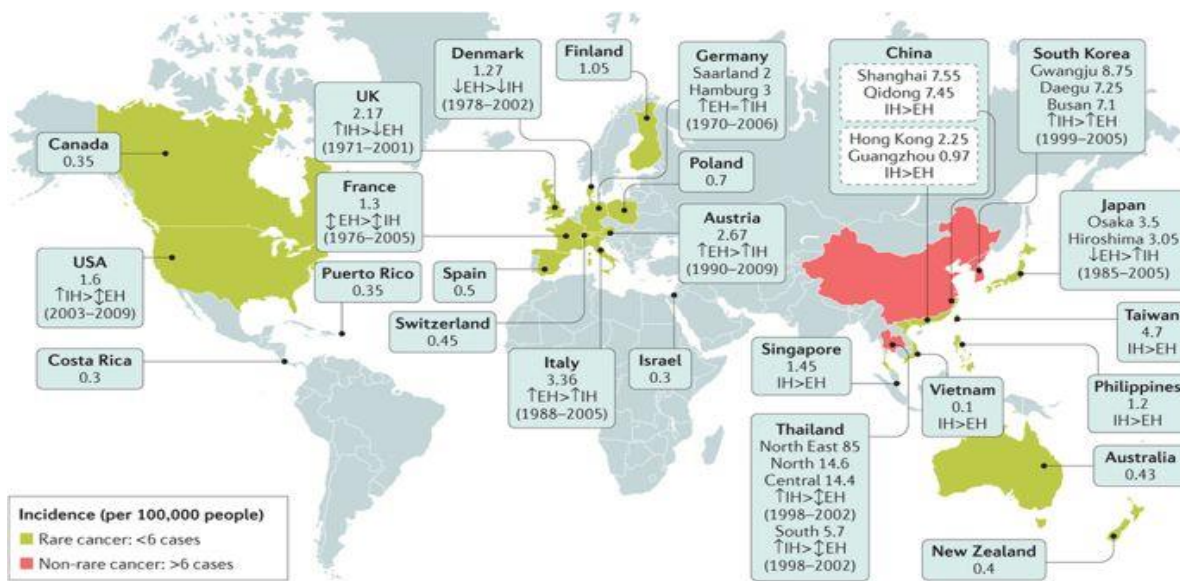 Denmark
1.27
↓EH>↓IH
(1978–2002)
Finland
1.05
Germany
Saarland 2
Hamburg 3
↑EH=↑IH
(1970–2006)
China
Shanghai 7.55
Qidong 7.45
IH>EH
Hong Kong 2.25
Guangzhou 0.97
IH>EH
South Korea
Gwangju 8.75
Daegu 7.25
Busan 7.1
↑IH>↑EH
(1999–2005)
UK
2.17
↑IH>↓EH
(1971–2001)
Canada
0.35
France
1.3
↕EH>↕IH
(1976–2005)
Poland
0.7
Austria
2.67
↑EH>↑IH
(1990–2009)
Japan
Osaka 3.5
Hiroshima 3.05
↓EH>↑IH
(1985–2005)
USA
1.6
↑IH>↕EH
(2003–2009)
Puerto Rico
0.35
Spain
0.5
Switzerland
0.45
Taiwan
4.7
IH>EH
Costa Rica
0.3
Italy
3.36
↑EH>↑IH
(1988–2005)
Israel
0.3
Singapore
1.45
IH>EH
Vietnam
0.1
IH>EH
Philippines
1.2
IH>EH
Thailand
North East 85
North 14.6
Central 14.4
↑IH>↕EH
(1998–2002)
South 5.7
↑IH>↕EH
(1998–2002)
Australia
0.43
New Zealand
0.4
Incidence (per 100,000 people)
Rare cancer: <6 cases
Non-rare cancer: >6 cases